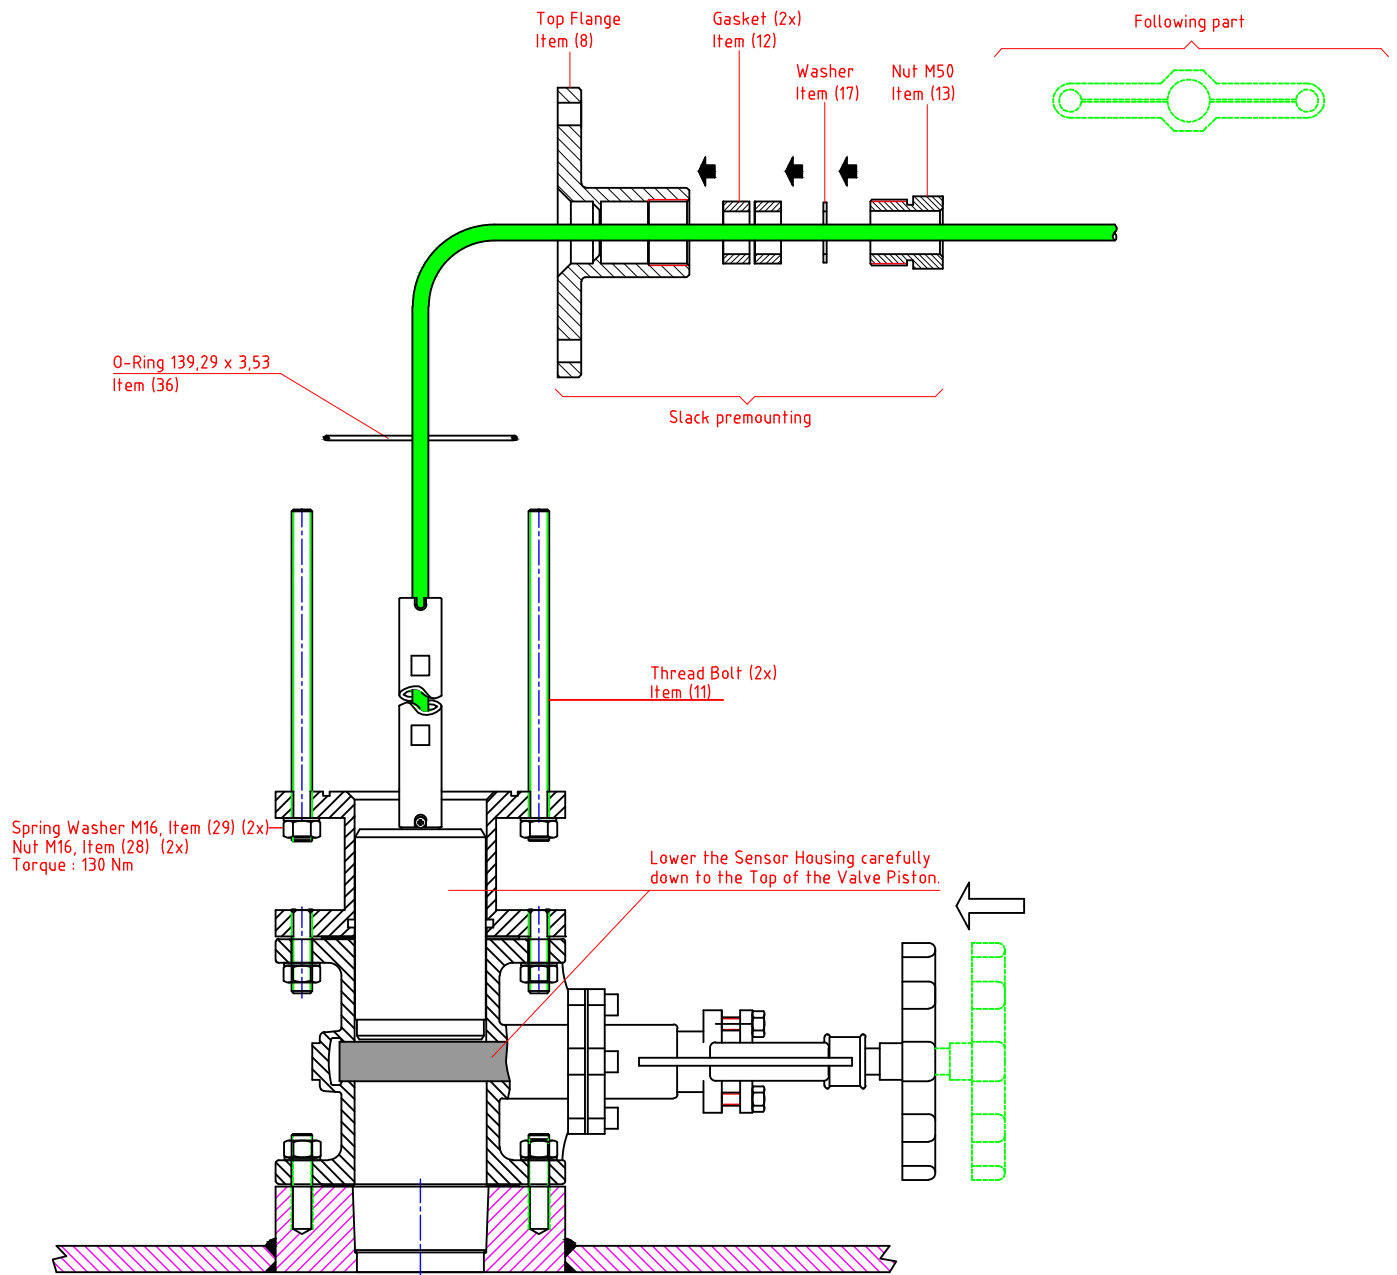 Top Flange
Item (8)
Gasket (2x)
Item (12)
Washer
Item (17)
Nut M50
Item (13)
Following part
O-Ring 139,29 x 3,53
Item (36)
Slack premounting
Thread Bolt (2x)
Item (11)
Spring Washer M16, Item (29) (2x)
Nut M16, Item (28) (2x)
Torque : 130 Nm
Lower the Sensor Housing carefully
down to the Top of the Valve Piston.